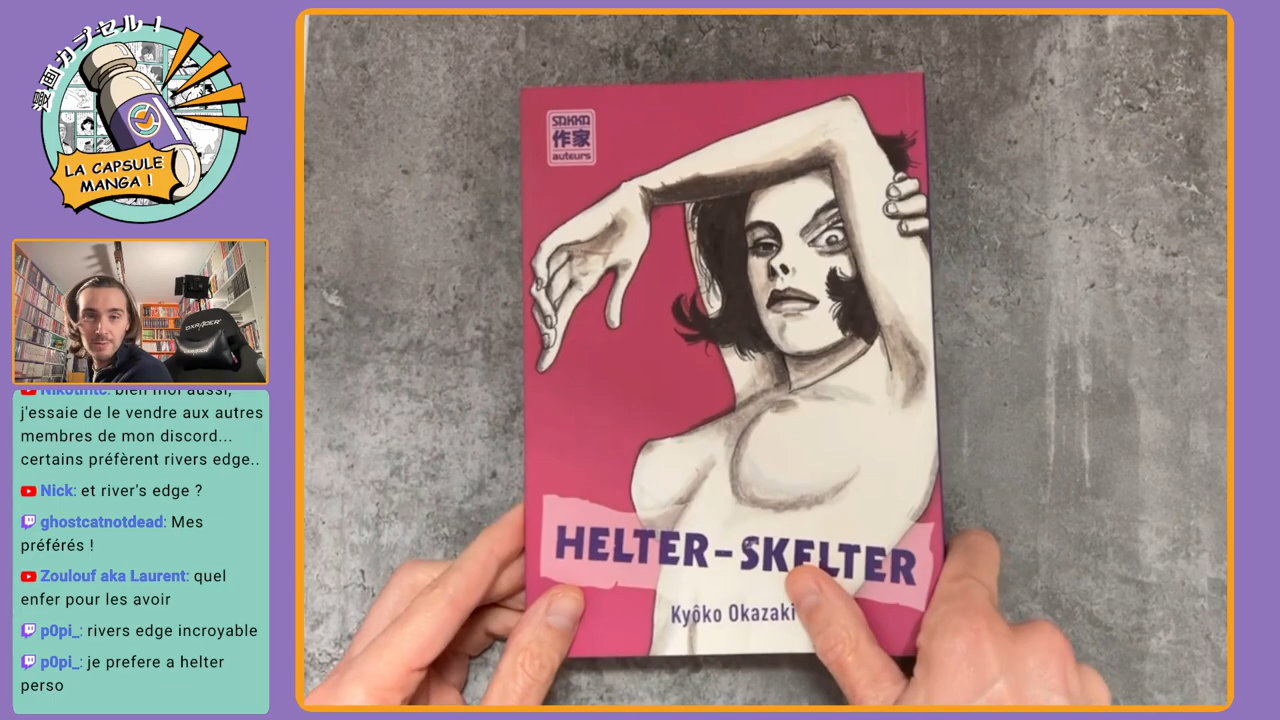 漫画カプセル！
LA CAPSULE
MANGA !
DXRACER
Nikotntc: bien moi aussi,
j'essaie de le vendre aux autres
membres de mon discord...
certains préfèrent rivers edge..
Nick: et river's edge ?
ghostcatnotdead: Mes
préférés !
Zoulouf aka Laurent: quel
enfer pour les avoir
p0pi_: rivers edge incroyable
p0pi_: je prefere a helter
perso
SAKKA
作家
auteurs
HELTER-SKELTER
Kyôko Okazaki